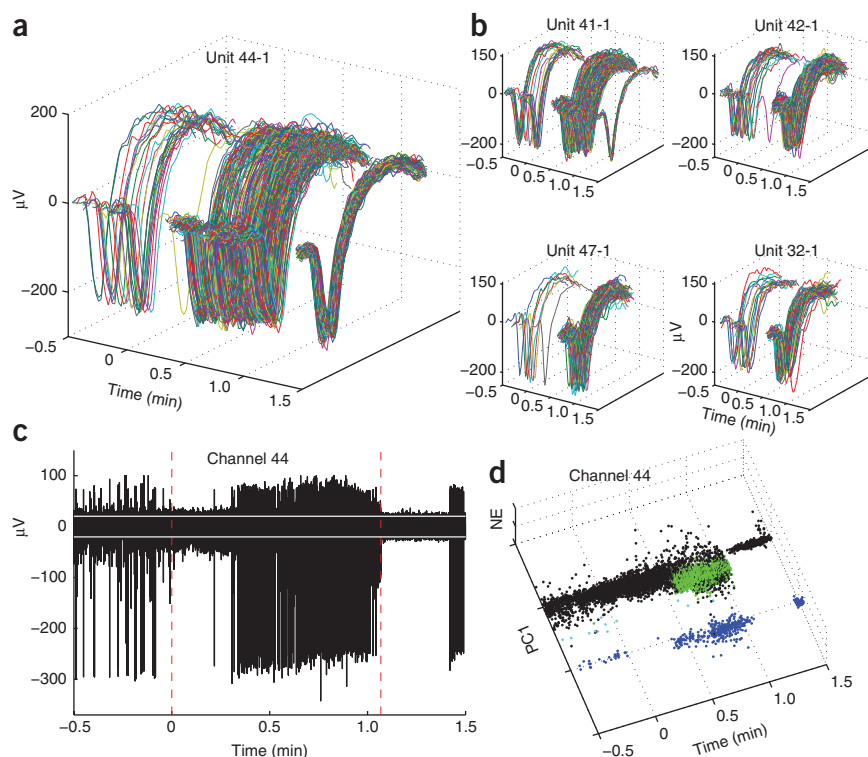 a
Unit 44-1
200
0
−200
µV
−0.5
0
0.5
1.0
1.5
Time (min)
b
Unit 41-1
150
0
−200
−0.5
0
0.5
1.0
1.5
Unit 42-1
150
0
−200
−0.5
0
0.5
1.0
1.5
Unit 47-1
150
0
−200
−0.5
0
0.5
1.0
1.5
Unit 32-1
150
0
µV
−200
−0.5
0
0.5
1.0
1.5
Time (min)
c
Channel 44
100
0
−100
−200
−300
µV
−0.5
0
0.5
1.0
1.5
Time (min)
d
Channel 44
NE
PC1
−0.5
0
0.5
1.0
1.5
Time (min)